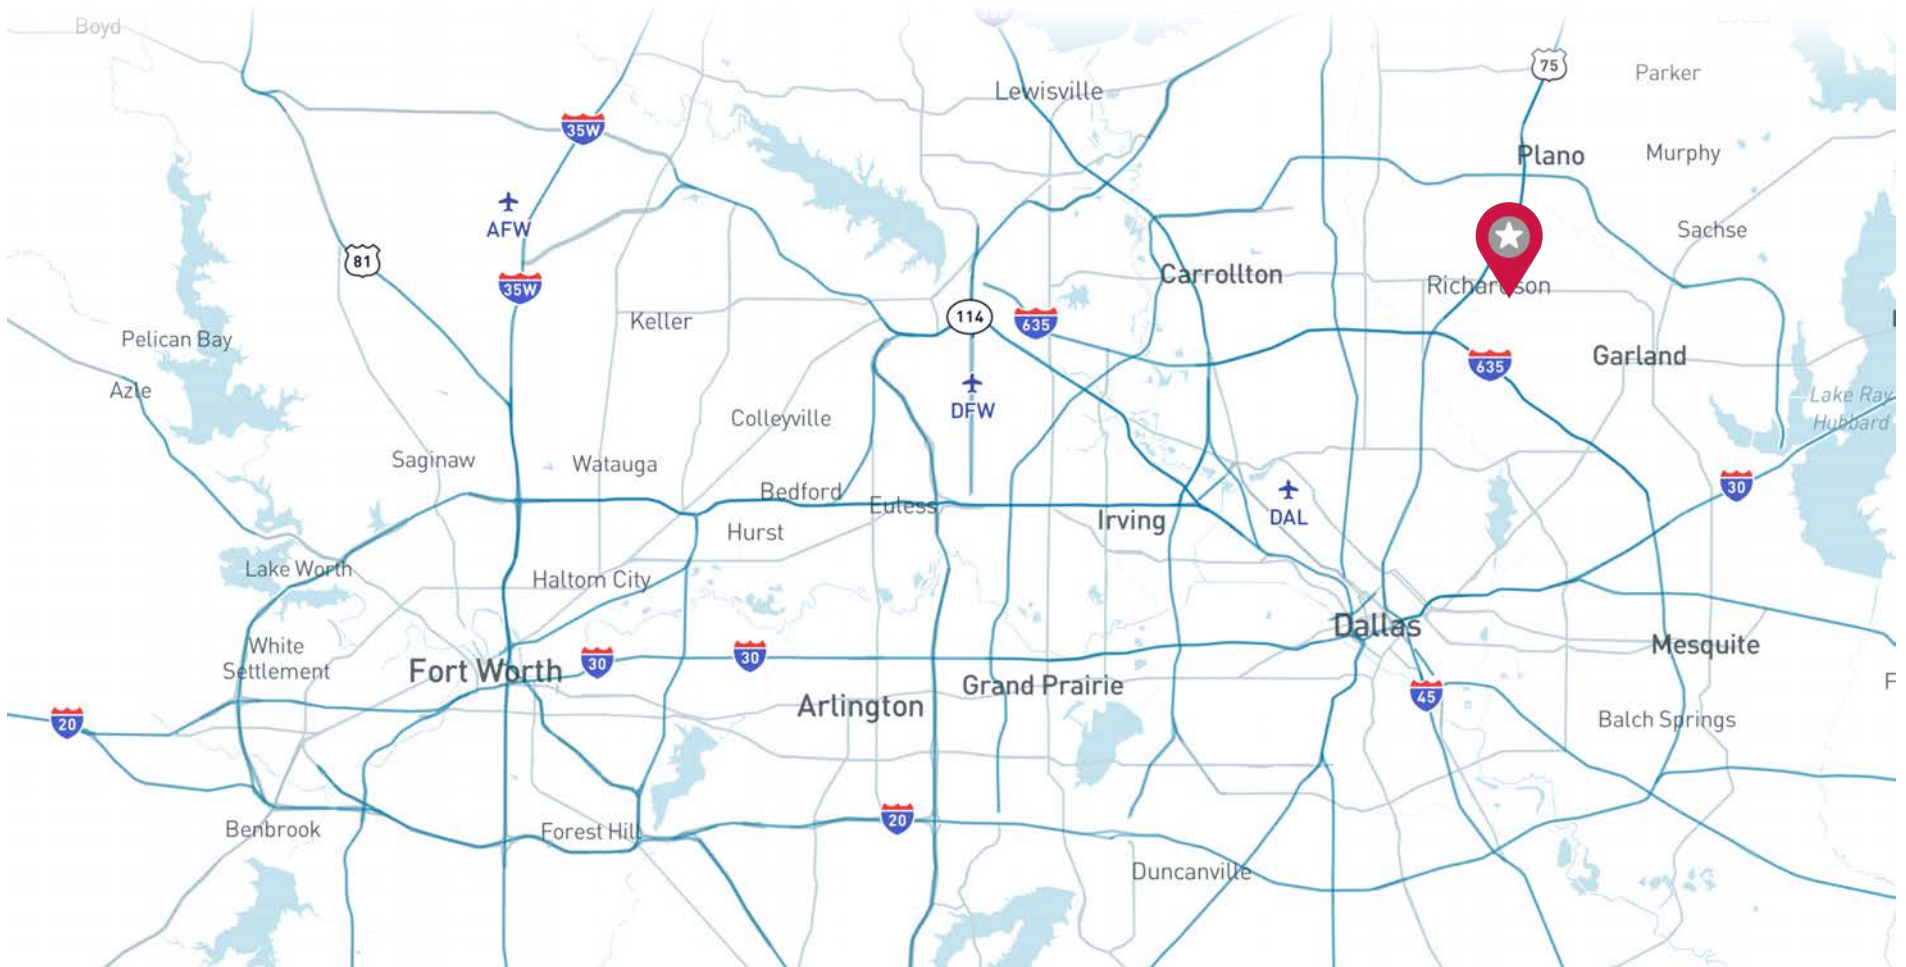 Boyd
35E
75
Parker
Lewisville
35W
Plano
Murphy
AFW
Sachse
81
35W
Carrollton
Richardson
Keller
114
635
Pelican Bay
Garland
635
Azle
DFW
Lake Ray
Hubbard
Colleyville
Saginaw
Watauga
Bedford
Euless
30
Hurst
Irving
DAL
Lake Worth
Haltom City
Dallas
White
Settlement
Mesquite
Fort Worth
30
30
Grand Prairie
45
Arlington
20
Balch Springs
20
Benbrook
Forest Hill
Duncanville